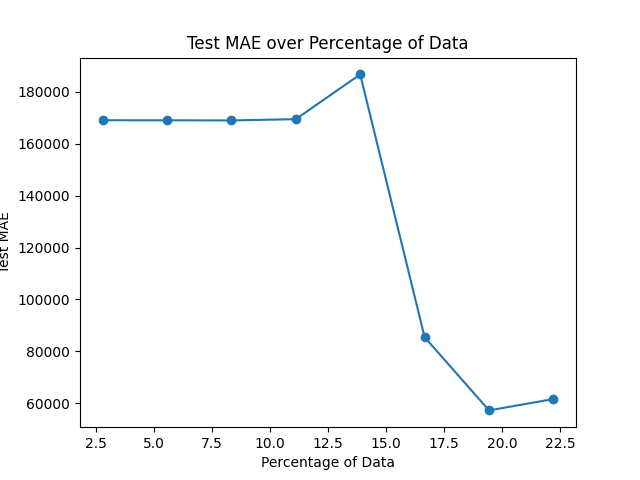 Test MAE over Percentage of Data
180000
160000
140000
120000
100000
80000
60000
Test MAE
2.5 5.0 7.5 10.0 12.5 15.0 17.5 20.0 22.5
Percentage of Data